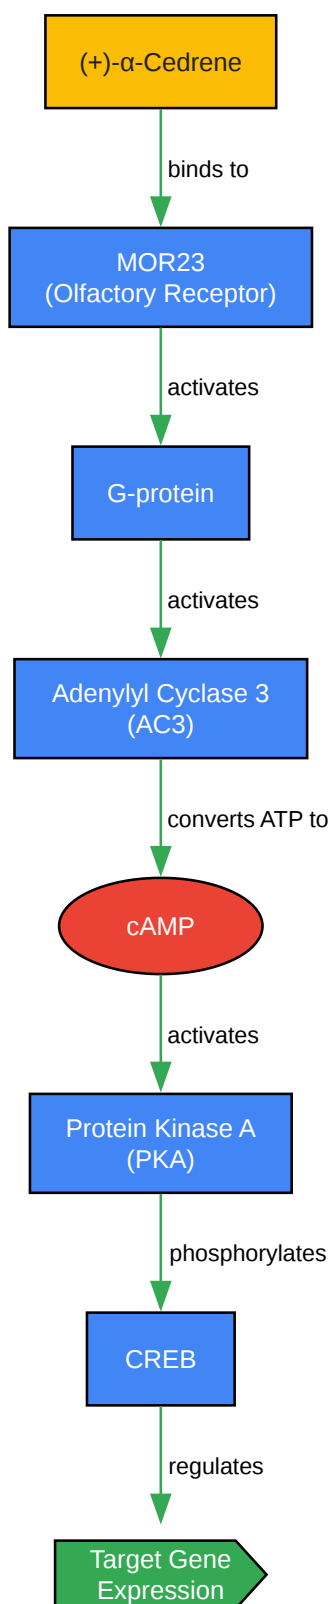 (+)-α-Cedrene
binds to
MOR23
(Olfactory Receptor)
activates
G-protein
activates
Adenylyl Cyclase 3
(AC3)
converts ATP to
cAMP
activates
Protein Kinase A
(PKA)
phosphorylates
CREB
regulates
Target Gene
Expression